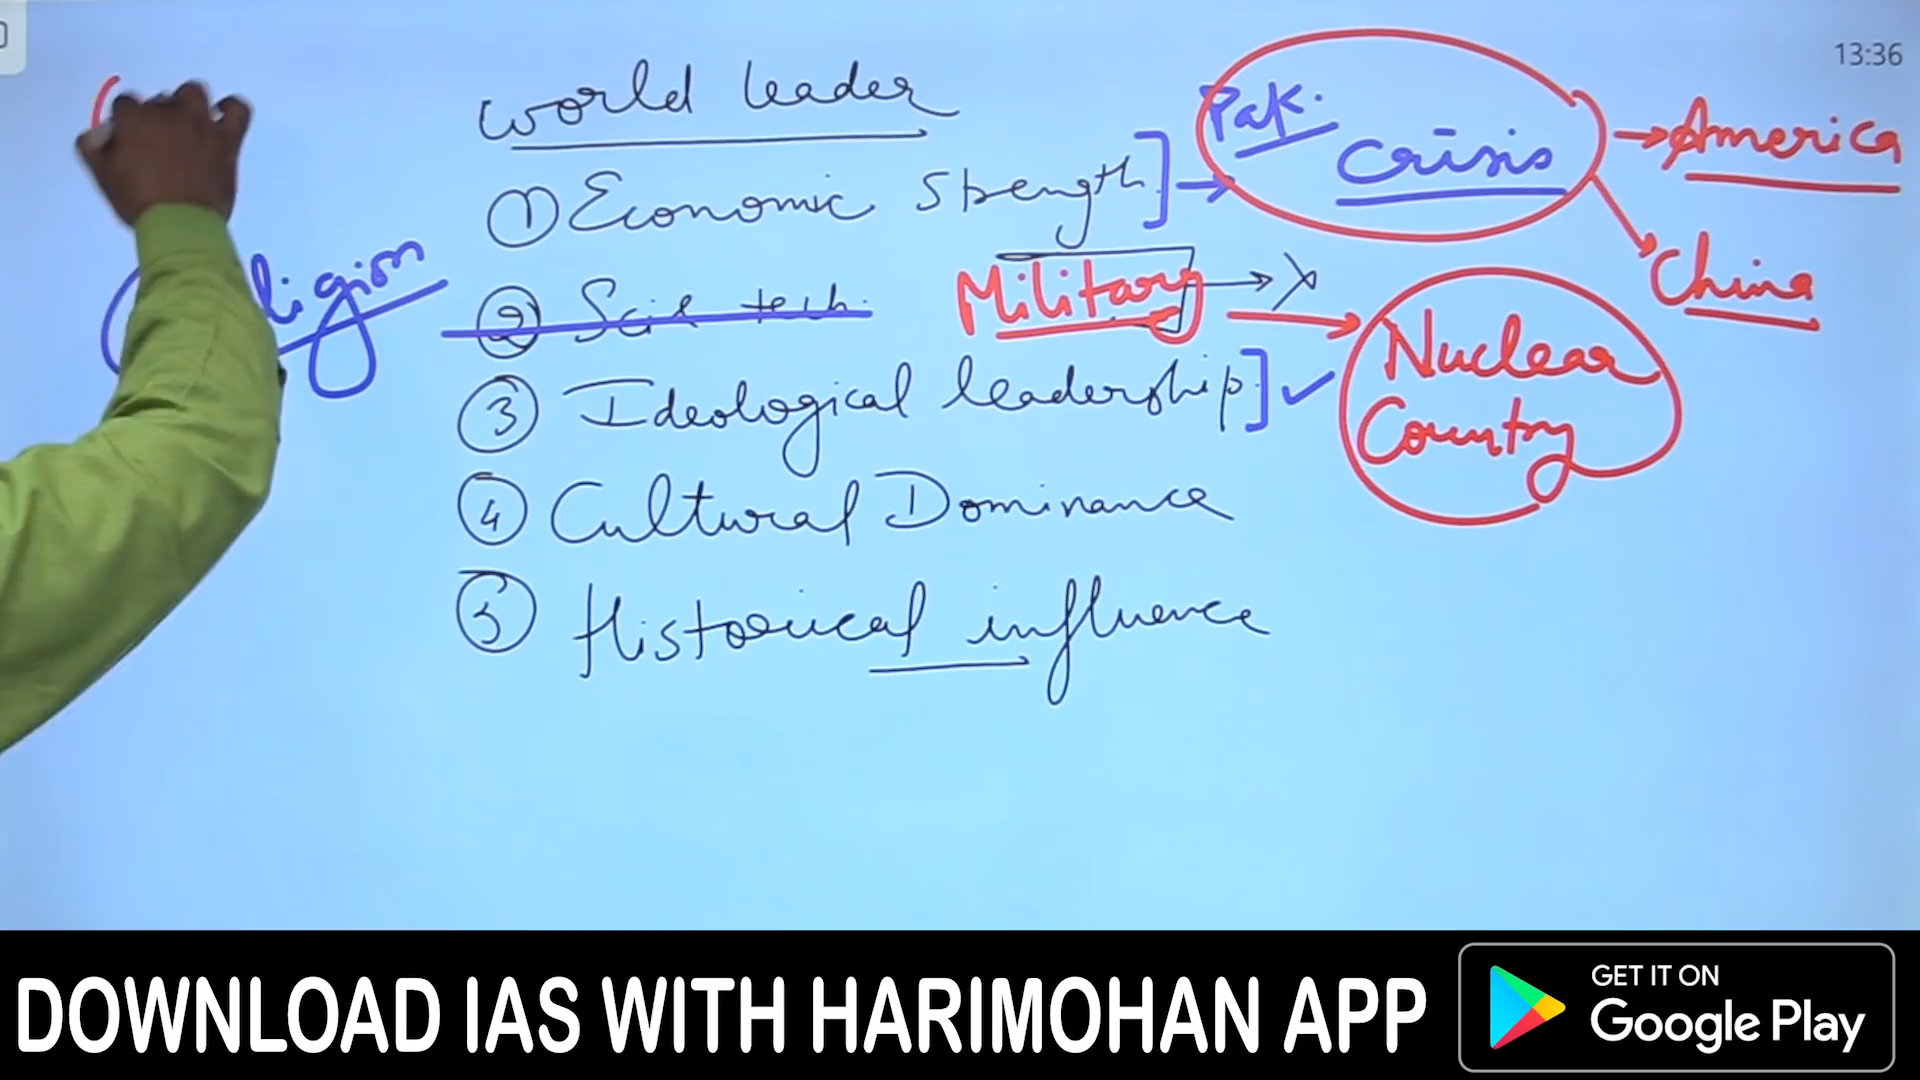 13:36
World leader
① Economic Strength
Pak.
Crisis
America
China
② Sci & tech.
Military
Nuclear
Country
③ Ideological leadership
④ Cultural Dominance
⑤ Historical influence
DOWNLOAD IAS WITH HARIMOHAN APP
GET IT ON
Google Play